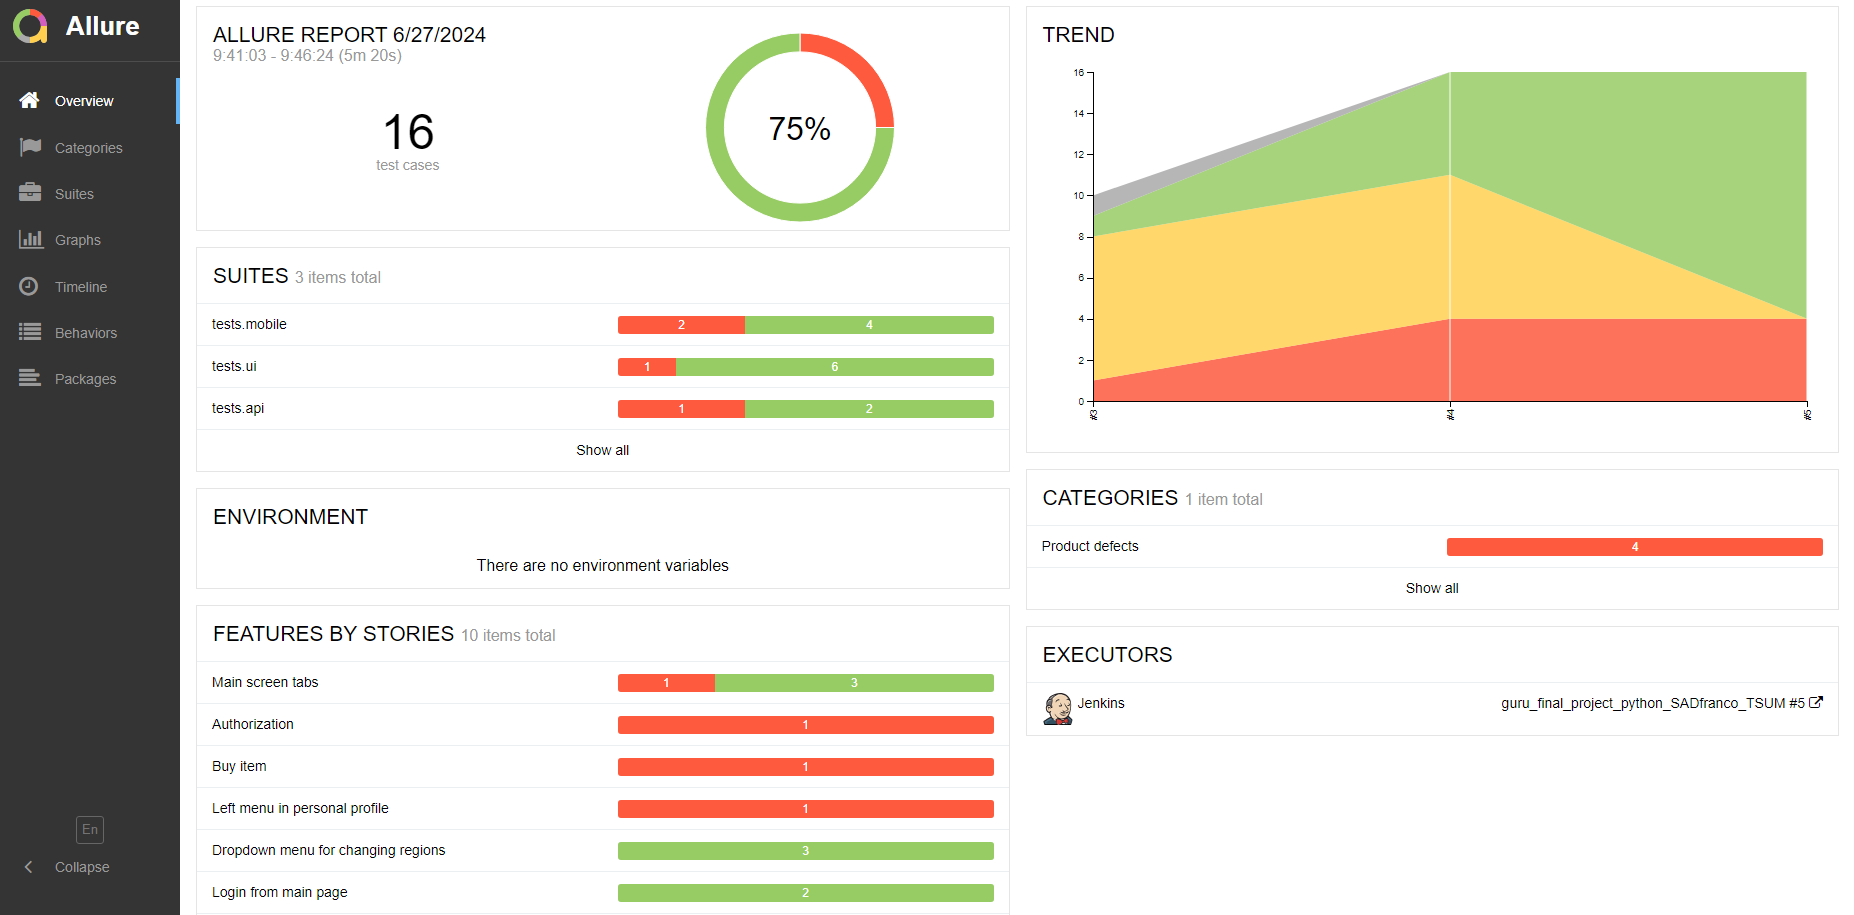 Allure
Overview
Categories
Suites
Graphs
Timeline
Behaviors
Packages
En
Collapse
ALLURE REPORT 6/27/2024
9:41:03 - 9:46:24 (5m 20s)
16
test cases
75%
SUITES 3 items total
tests.mobile 2 4
tests.ui 1 6
tests.api 1 2
Show all
ENVIRONMENT
There are no environment variables
FEATURES BY STORIES 10 items total
Main screen tabs 1 3
Authorization 1
Buy item 1
Left menu in personal profile 1
Dropdown menu for changing regions 3
Login from main page 2
TREND
16
14
12
10
8
6
4
2
0
#3 #4 #5
CATEGORIES 1 item total
Product defects 4
Show all
EXECUTORS
Jenkins guru_final_project_python_SADfranco_TSUM #5